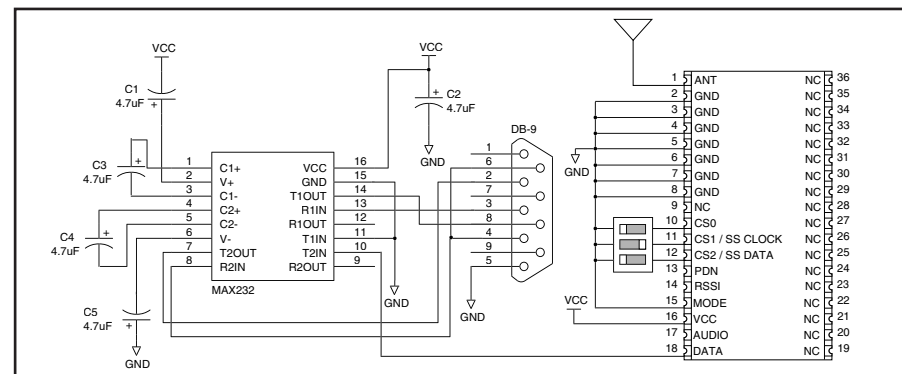 VCC
C1
4.7uF
+
C3
4.7uF
+
C4
4.7uF
+
C5
4.7uF
+
GND
1 C1+
2 V+
3 C1-
4 C2+
5 C2-
6 V-
7 T2OUT
8 R2IN
VCC 16
GND 15
T1OUT 14
R1IN 13
R1OUT 12
T1IN 11
T2IN 10
R2OUT 9
MAX232
VCC
+
C2
4.7uF
GND
GND
DB-9
1
6
2
7
3
8
4
9
5
GND
GND
VCC
1 ANT
2 GND
3 GND
4 GND
5 GND
6 GND
7 GND
8 GND
9 NC
10 CS0
11 CS1 / SS CLOCK
12 CS2 / SS DATA
13 PDN
14 RSSI
15 MODE
16 VCC
17 AUDIO
18 DATA
NC 36
NC 35
NC 34
NC 33
NC 32
NC 31
NC 30
NC 29
NC 28
NC 27
NC 26
NC 25
NC 24
NC 23
NC 22
NC 21
NC 20
NC 19